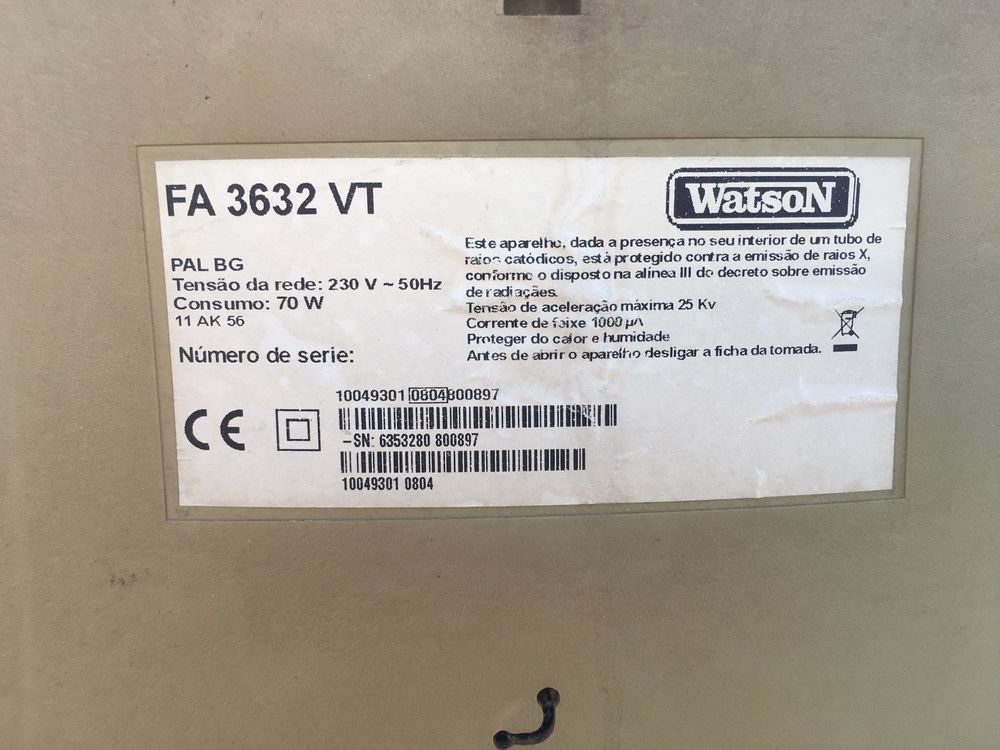 FA 3632 VT
WatsoN
PAL BG
Tensão da rede: 230 V ~ 50Hz
Consumo: 70 W
11 AK 56
Número de serie:
Este aparelho, dada a presença no seu interior de um tubo de
raios catódicos, está protegido contra a emissão de raios X,
conforme o disposto na alínea III do decreto sobre emissão
de radiações.
Tensão de aceleração máxima 25 Kv
Corrente de feixe 1000 µA
Proteger do calor e humidade
Antes de abrir o aparelho desligar a ficha da tomada.
CE
10049301 0804800897
-SN: 6353280 800897
10049301 0804